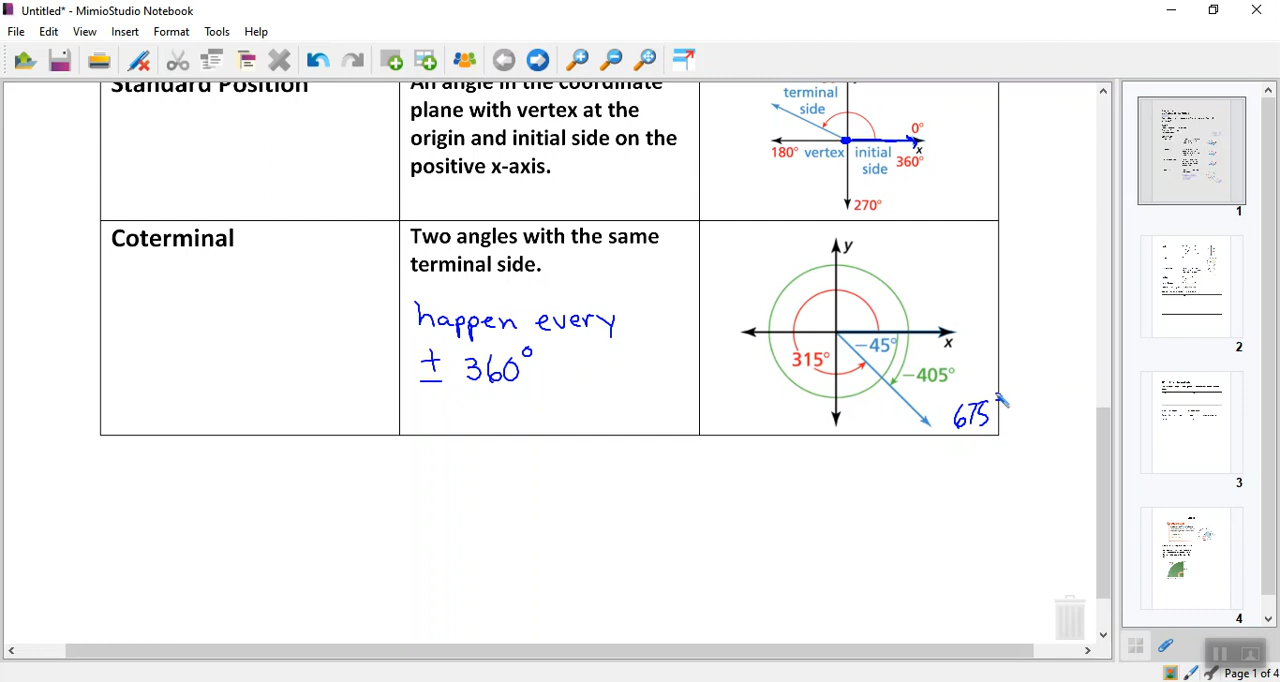 Untitled* - MimioStudio Notebook
File Edit View Insert Format Tools Help
Standard Position
An angle in the coordinate
plane with vertex at the
origin and initial side on the
positive x-axis.
terminal
side
0°
x
180° vertex initial
side
360°
270°
Coterminal
Two angles with the same
terminal side.
happen every
± 360°
y
x
315°
-45°
-405°
675°
1
2
3
4
Page 1 of 4